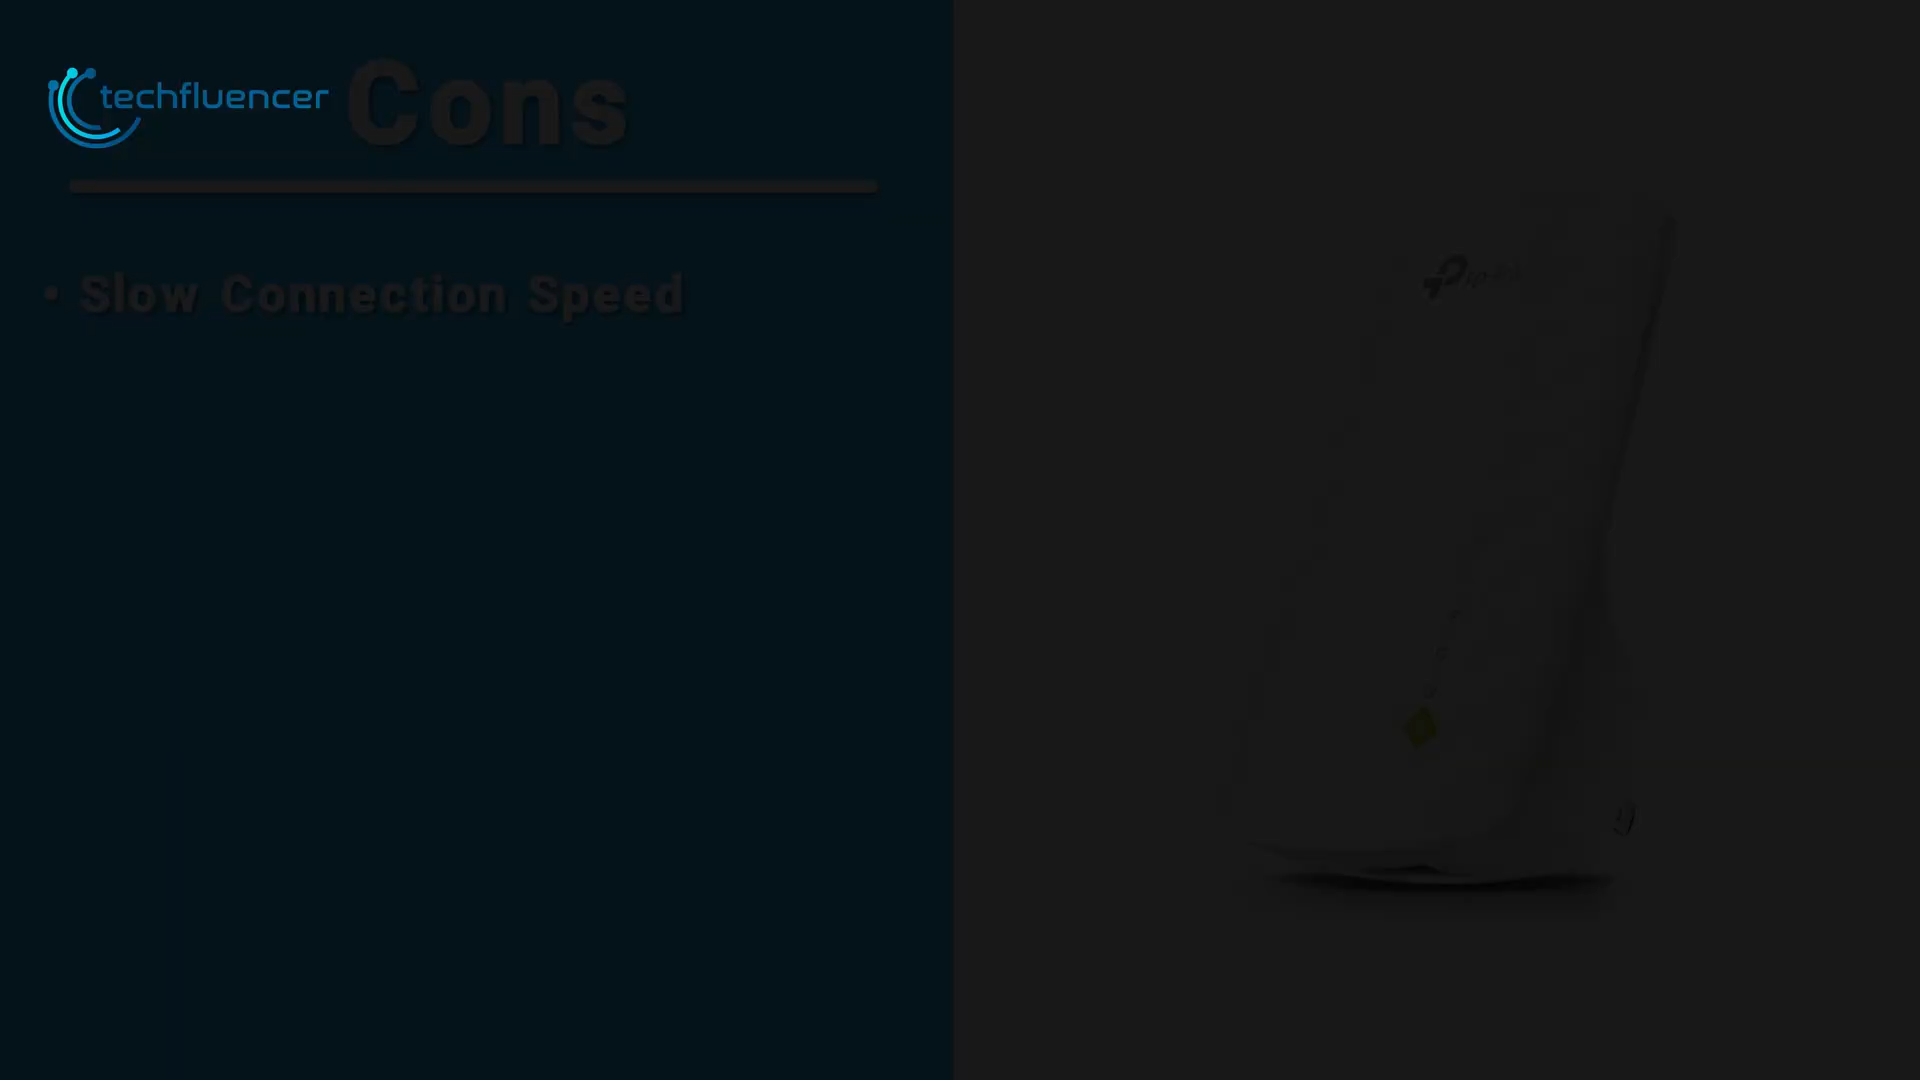 techfluencer
Cons
• Slow Connection Speed